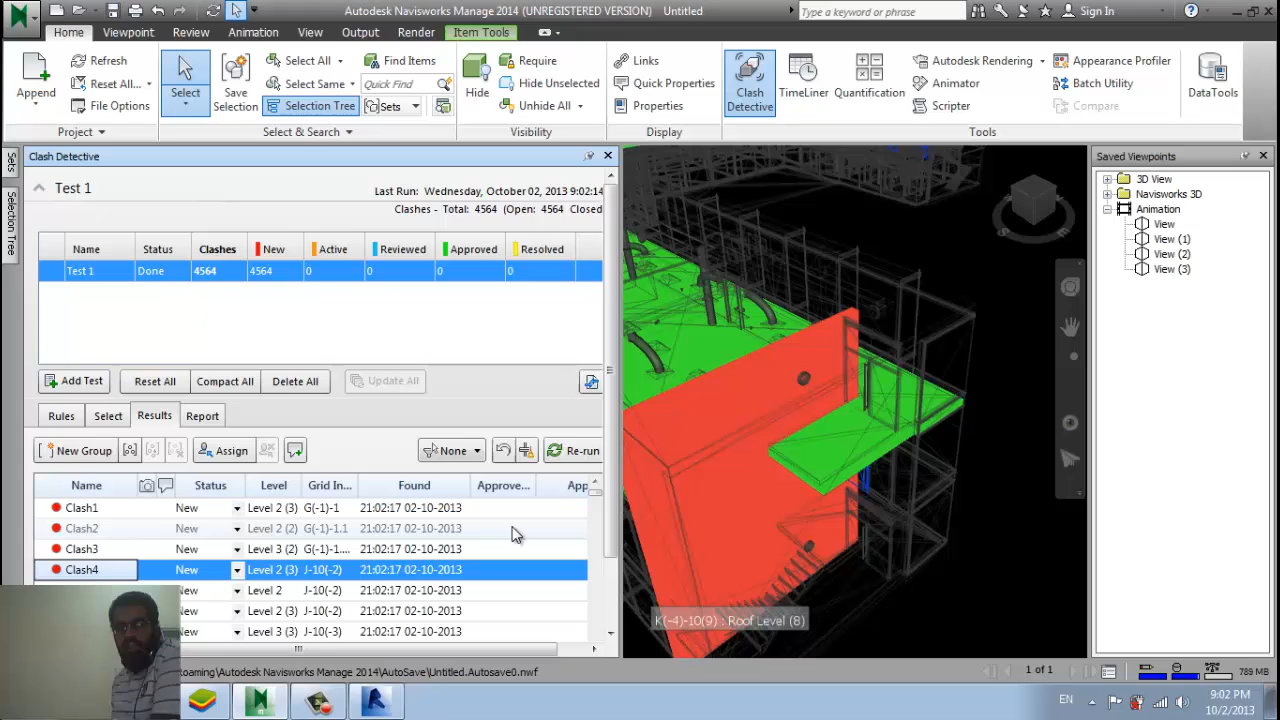 Autodesk Navisworks Manage 2014 (UNREGISTERED VERSION) Untitled
Type a keyword or phrase
Sign In
Home Viewpoint Review Animation View Output Render Item Tools
Append
Refresh
Reset All...
File Options
Project
Select
Save Selection
Select All
Select Same
Selection Tree
Find Items
Quick Find
Sets
Select & Search
Hide
Require
Hide Unselected
Unhide All
Visibility
Links
Quick Properties
Properties
Display
Clash Detective
TimeLiner
Quantification
Autodesk Rendering
Animator
Scripter
Appearance Profiler
Batch Utility
Compare
DataTools
Tools
Sets
Selection Tree
Clash Detective
Test 1
Last Run: Wednesday, October 02, 2013 9:02:14
Clashes - Total: 4564 (Open: 4564 Closed
Name Status Clashes New Active Reviewed Approved Resolved
Test 1 Done 4564 4564 0 0 0 0
Add Test Reset All Compact All Delete All Update All
Rules Select Results Report
New Group Assign None Re-run
Name Status Level Grid In... Found Approve... App
Clash1 New Level 2 (3) G(-1)-1 21:02:17 02-10-2013
Clash2 New Level 2 (2) G(-1)-1.1 21:02:17 02-10-2013
Clash3 New Level 3 (2) G(-1)-1.... 21:02:17 02-10-2013
Clash4 New Level 2 (3) J-10(-2) 21:02:17 02-10-2013
New Level 2 J-10(-2) 21:02:17 02-10-2013
New Level 2 (3) J-10(-2) 21:02:17 02-10-2013
New Level 3 (3) J-10(-3) 21:02:17 02-10-2013
K(-4)-10(9) : Roof Level (8)
Saved Viewpoints
3D View
Navisworks 3D
Animation
View
View (1)
View (2)
View (3)
oaming\Autodesk Navisworks Manage 2014\AutoSave\Untitled.Autosave0.nwf
1 of 1
789 MB
EN
9:02 PM
10/2/2013